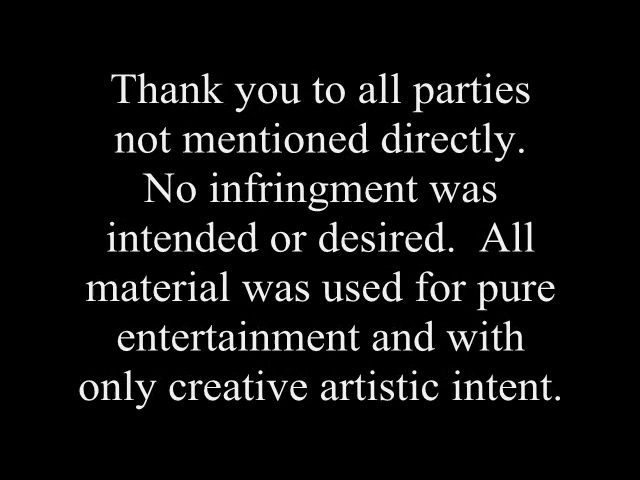 Thank you to all parties
not mentioned directly.
No infringment was
intended or desired.  All
material was used for pure
entertainment and with
only creative artistic intent.